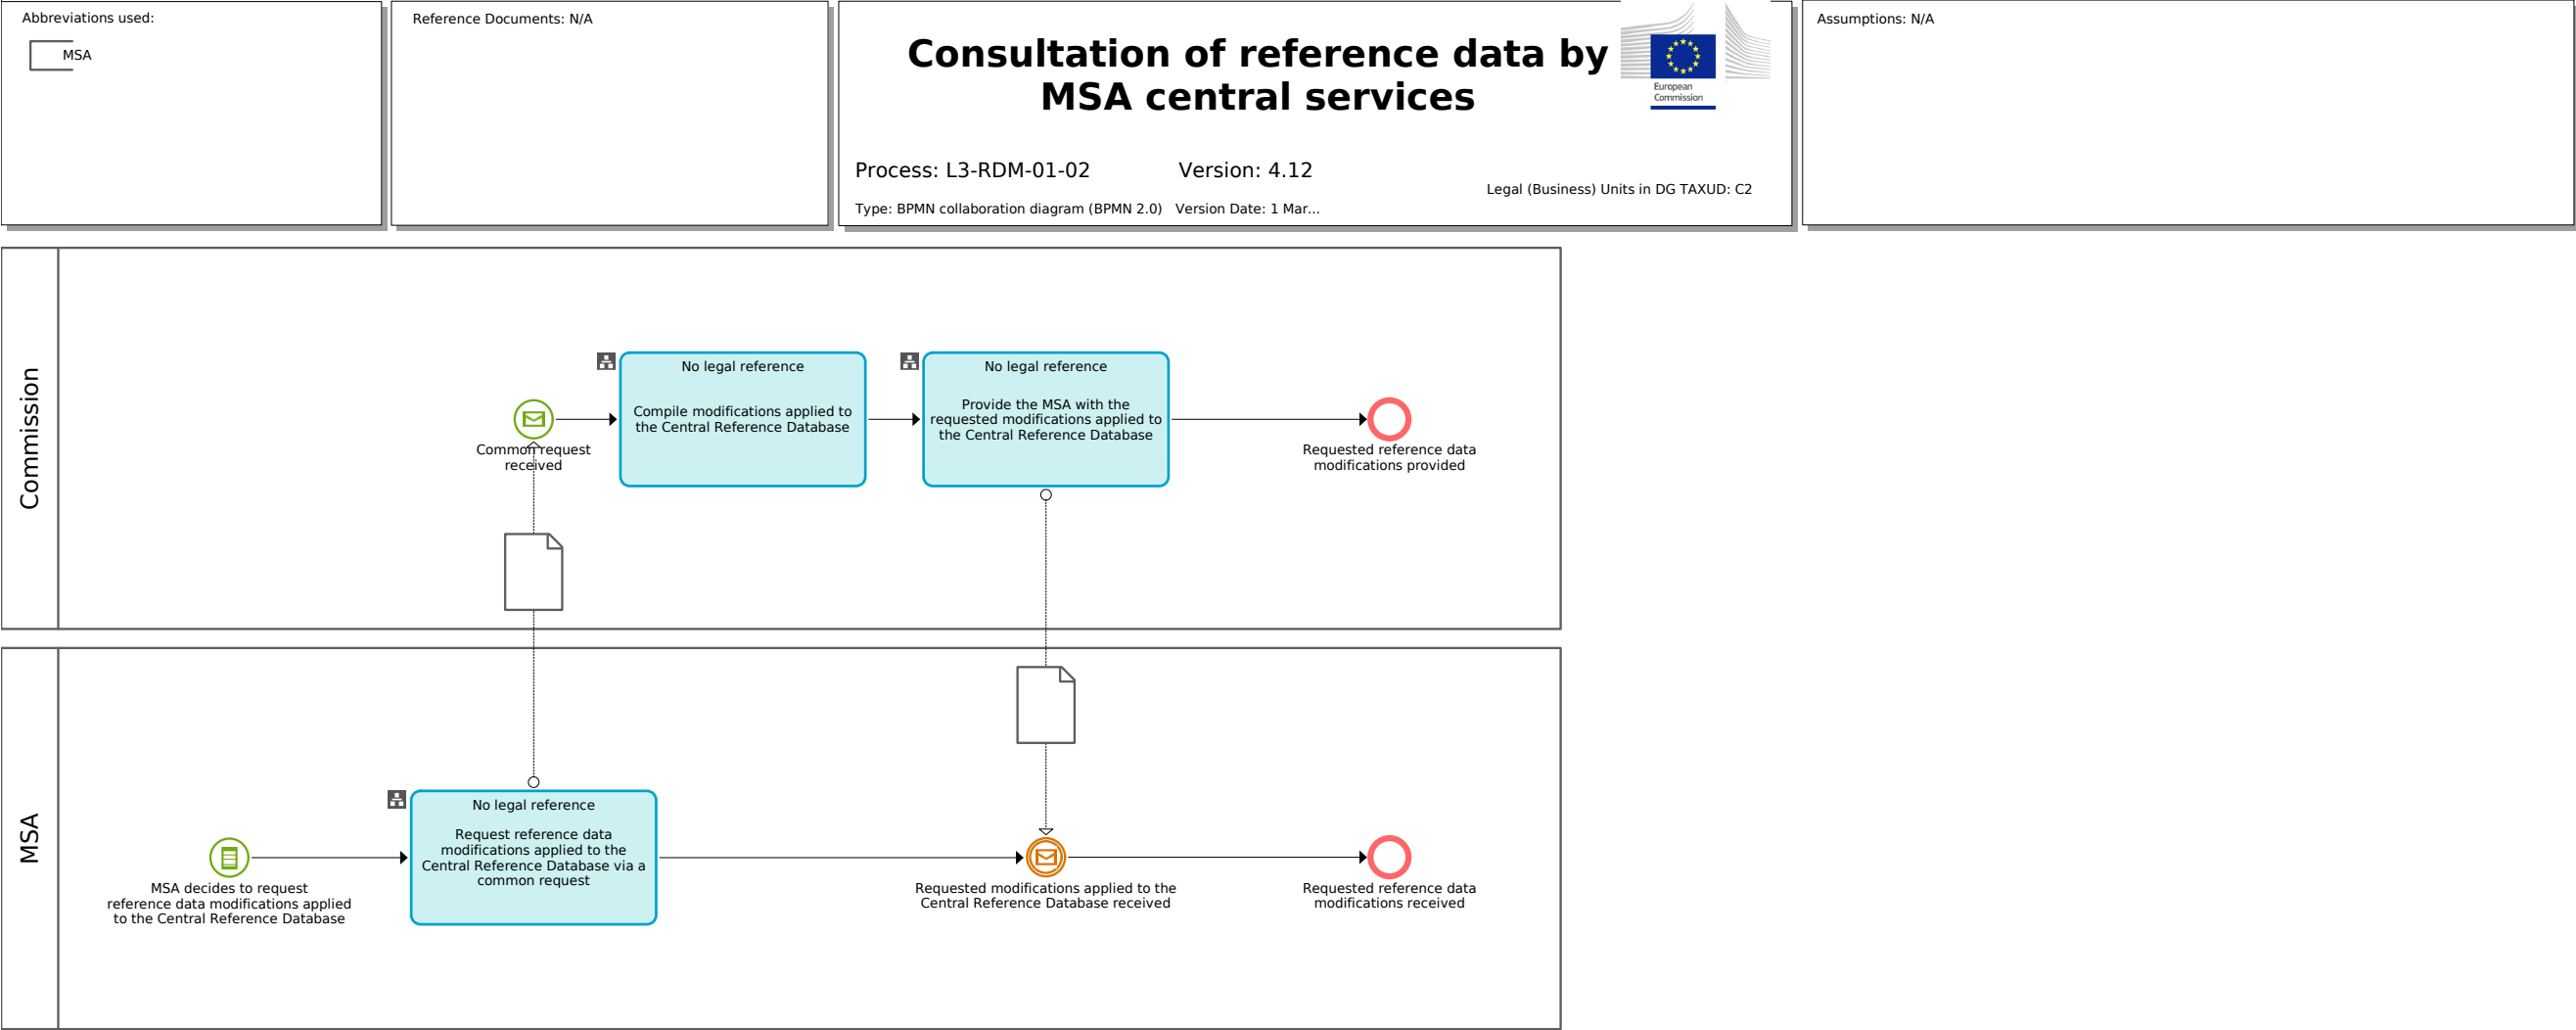 Abbreviations used:
MSA
Reference Documents: N/A
Consultation of reference data by
MSA central services
European
Commission
Process: L3-RDM-01-02
Version: 4.12
Legal (Business) Units in DG TAXUD: C2
Type: BPMN collaboration diagram (BPMN 2.0)
Version Date: 1 Mar...
Assumptions: N/A
Commission
Common request
received
No legal reference
Compile modifications applied to
the Central Reference Database
No legal reference
Provide the MSA with the
requested modifications applied to
the Central Reference Database
Requested reference data
modifications provided
MSA
MSA decides to request
reference data modifications applied
to the Central Reference Database
No legal reference
Request reference data
modifications applied to the
Central Reference Database via a
common request
Requested modifications applied to the
Central Reference Database received
Requested reference data
modifications received